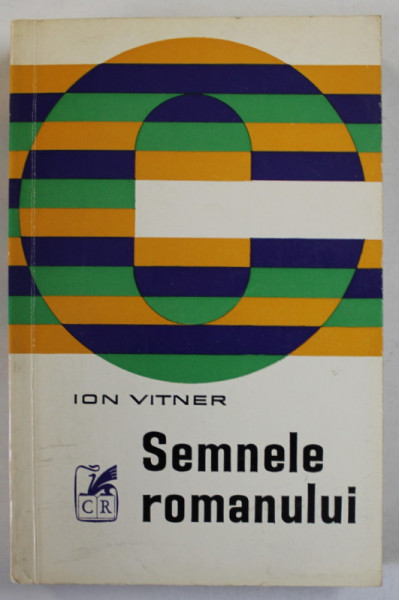 ION VITNER
Semnele
romanului
CR